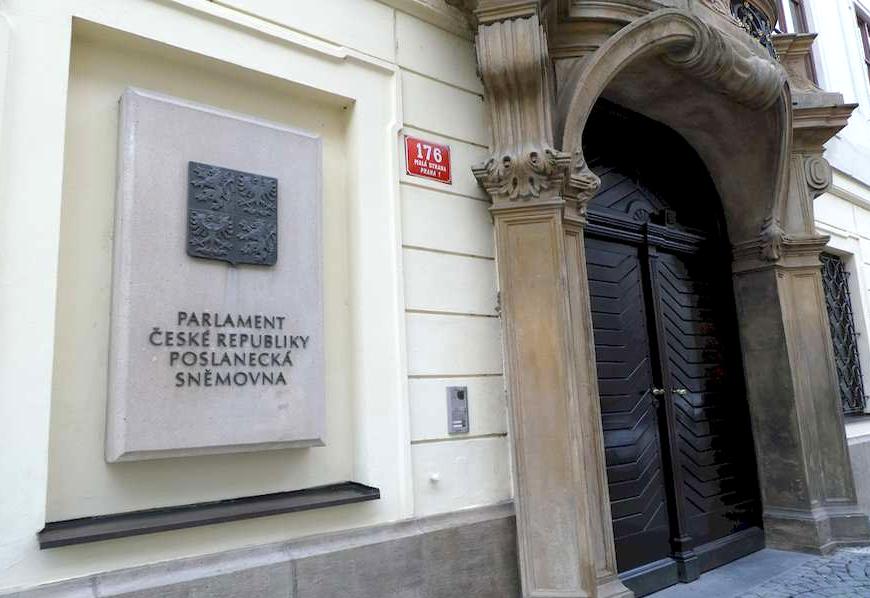 PARLAMENT
ČESKÉ REPUBLIKY
POSLANECKÁ
SNĚMOVNA
176
MALÁ STRANA
PRAHA 1